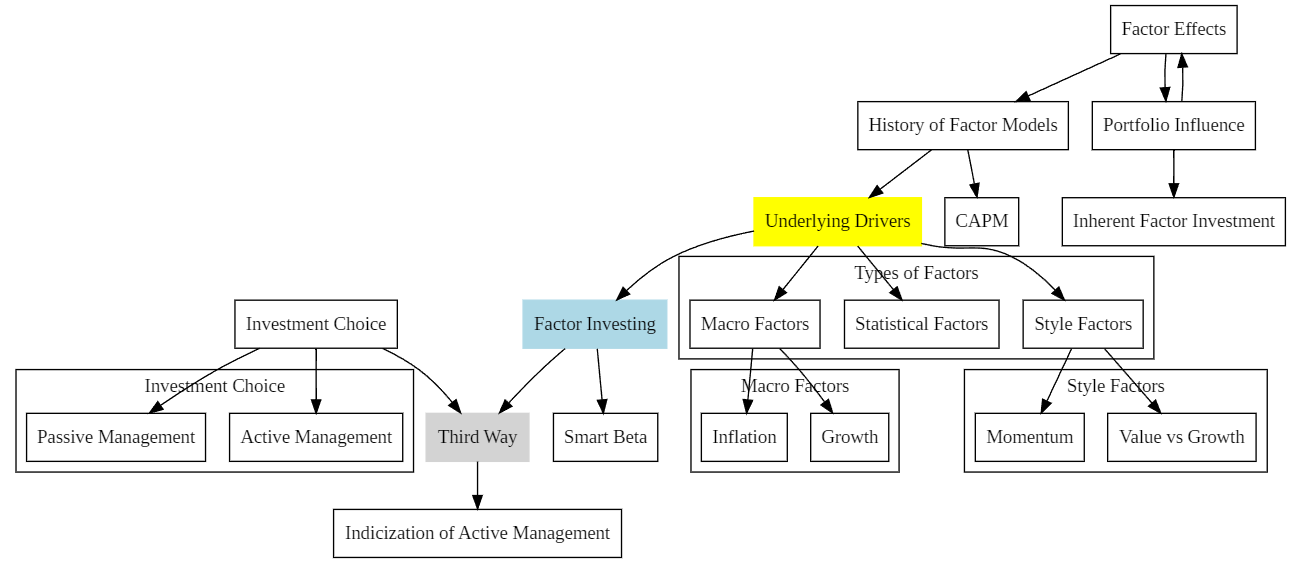 Factor Effects
History of Factor Models
Portfolio Influence
Underlying Drivers
CAPM
Inherent Factor Investment
Types of Factors
Investment Choice
Factor Investing
Macro Factors
Statistical Factors
Style Factors
Investment Choice
Macro Factors
Style Factors
Passive Management
Active Management
Third Way
Smart Beta
Inflation
Growth
Momentum
Value vs Growth
Indicization of Active Management